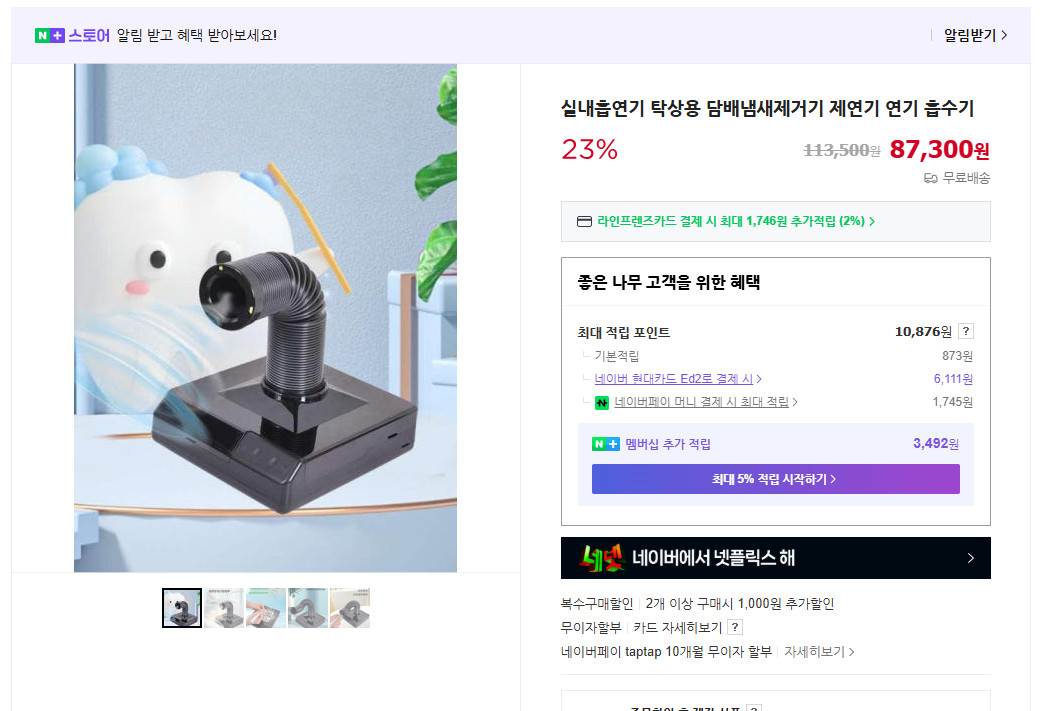 N+ 스토어 알림 받고 혜택 받아보세요!
알림받기 >
실내흡연기 탁상용 담배냄새제거기 제연기 연기 흡수기
23% 113,500원 87,300원
무료배송
라인프렌즈카드 결제 시 최대 1,746원 추가적립 (2%) >
좋은 나무 고객을 위한 혜택
최대 적립 포인트 10,876원 ?
기본적립 873원
네이버 현대카드 Ed2로 결제 시 > 6,111원
네이버페이 머니 결제 시 최대 적립 > 1,745원
N+ 멤버십 추가 적립 3,492원
최대 5% 적립 시작하기 >
네넷 네이버에서 넷플릭스 해 >
복수구매할인 2개 이상 구매시 1,000원 추가할인
무이자할부 카드 자세히보기 ?
네이버페이 taptap 10개월 무이자 할부 자세히보기 >